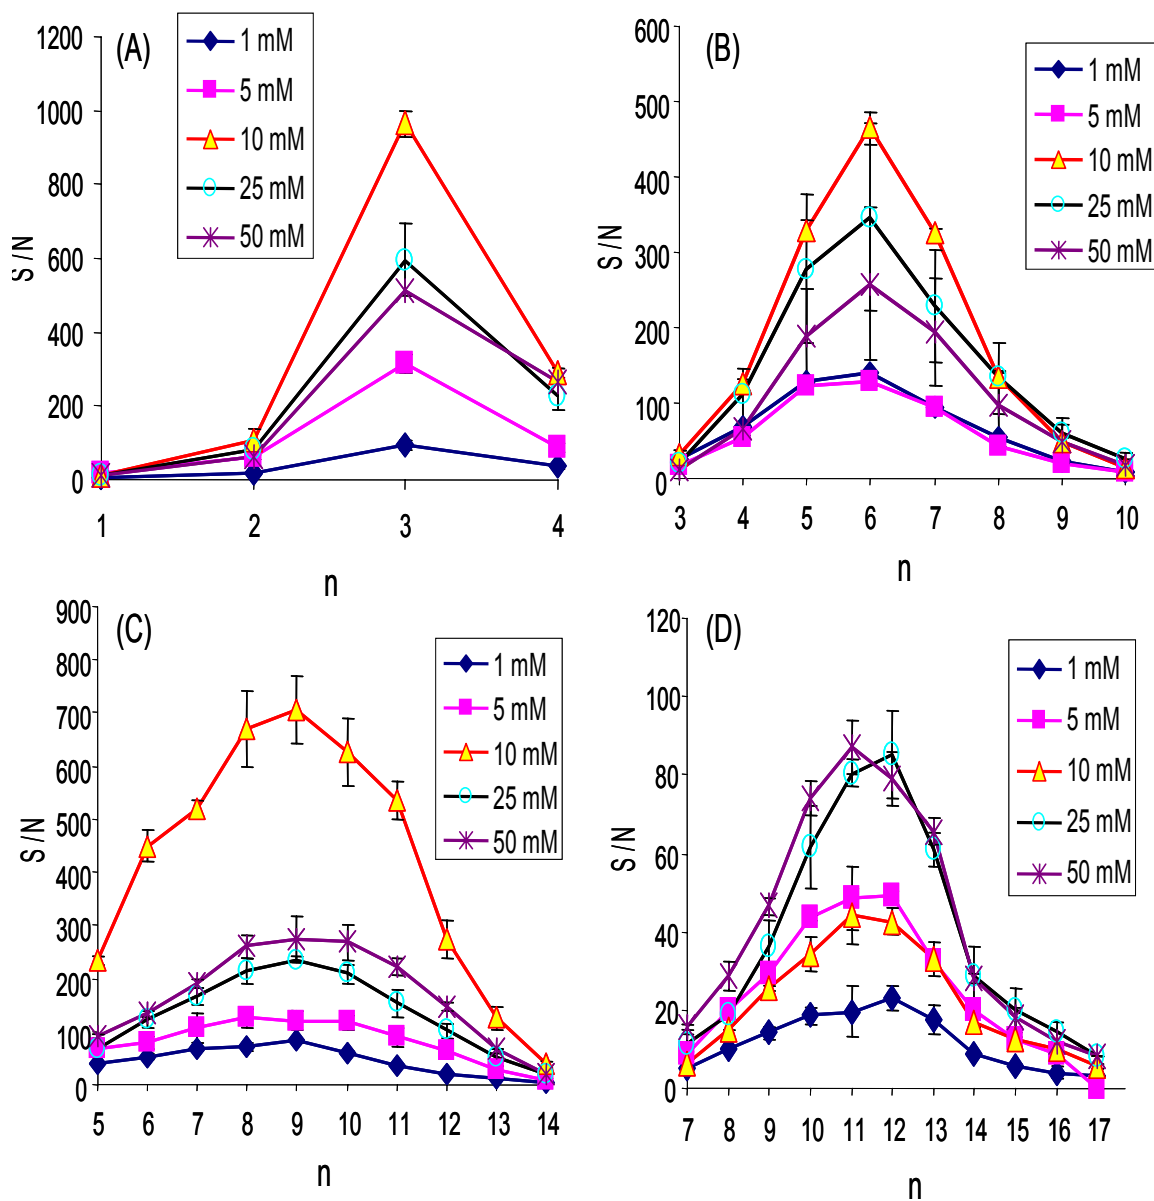 (A)
1 mM
5 mM
10 mM
25 mM
50 mM
1200
1000
800
600
400
200
0
S/N
1 2 3 4
n
(B)
1 mM
5 mM
10 mM
25 mM
50 mM
600
500
400
300
200
100
0
S/N
3 4 5 6 7 8 9 10
n
(C)
1 mM
5 mM
10 mM
25 mM
50 mM
900
800
700
600
500
400
300
200
100
0
S/N
5 6 7 8 9 10 11 12 13 14
n
(D)
1 mM
5 mM
10 mM
25 mM
50 mM
120
100
80
60
40
20
0
S/N
7 8 9 10 11 12 13 14 15 16 17
n